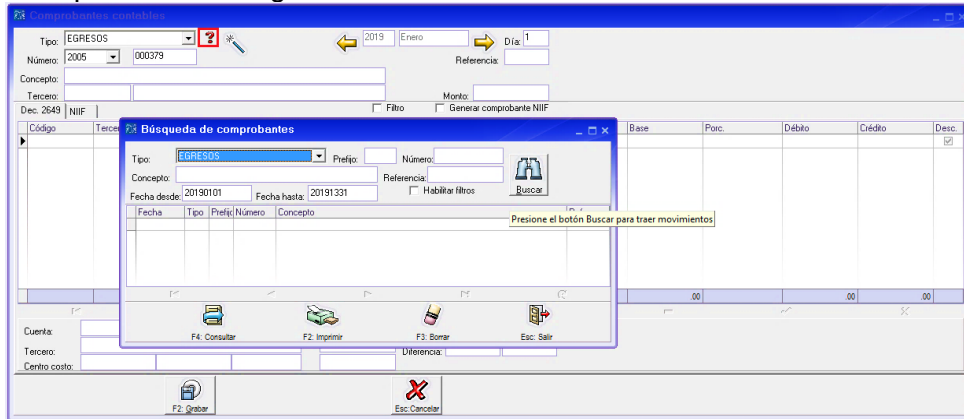 Comprobantes contables
Tipo: EGRESOS ? 2019 Enero Día: 1
Número: 2005 000379 Referencia:
Concepto:
Tercero: Monto:
Dec. 2649 NIIF Filtro Generar comprobante NIIF
Código Base Porc. Débito Crédito Desc.
Búsqueda de comprobantes
Tipo: EGRESOS Prefijo: Número:
Concepto: Referencia:
Fecha desde: 20190101 Fecha hasta: 20191331 Habilitar filtros Buscar
Fecha Tipo Prefijo Número Concepto
Presione el botón Buscar para traer movimientos
.00 .00 .00
F4: Consultar F2: Imprimir F3: Borrar Esc: Salir
Cuenta:
Tercero: Diferencia:
Centro costo:
F2: Grabar Esc:Cancelar